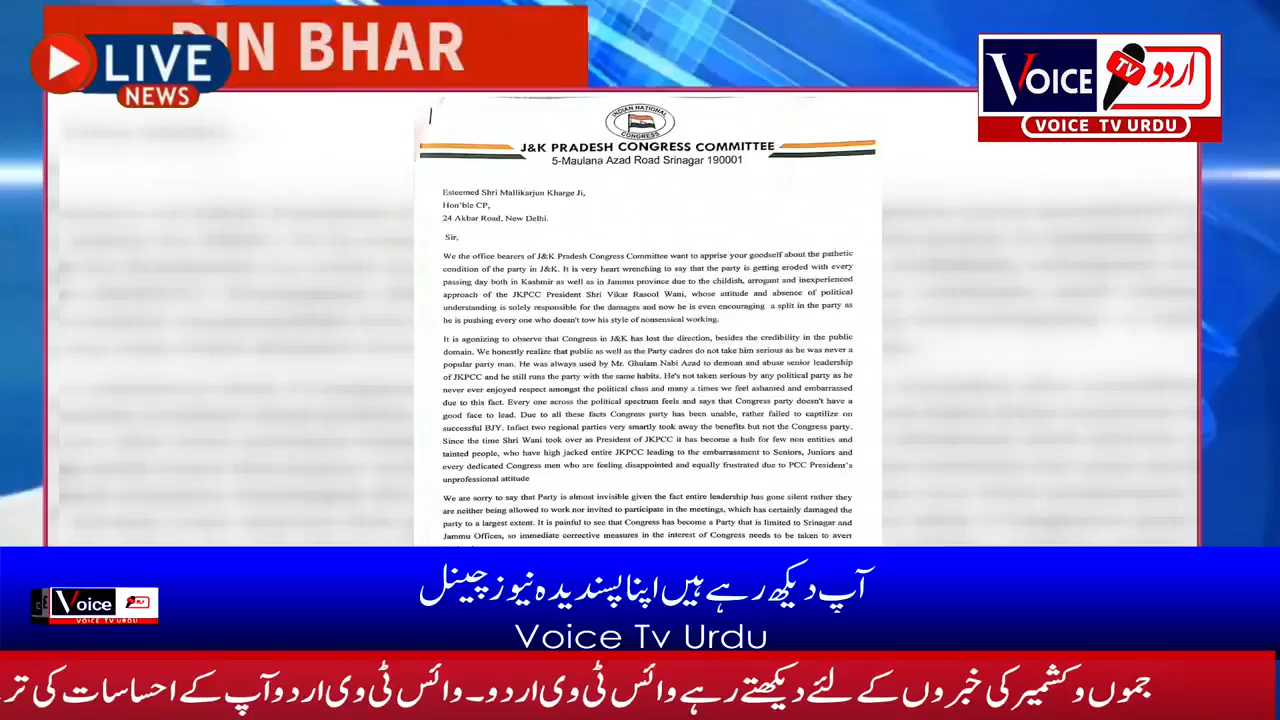 DIN BHAR
LIVE
NEWS
VOICE TV اردو
VOICE TV URDU
INDIAN NATIONAL
CONGRESS
J&K PRADESH CONGRESS COMMITTEE
5-Maulana Azad Road Srinagar 190001
Esteemed Shri Mallikarjun Kharge Ji,
Hon'ble CP,
24 Akbar Road, New Delhi.
Sir,
We the office bearers of J&K Pradesh Congress Committee want to apprise your goodself about the pathetic
condition of the party in J&K. It is very heart wrenching to say that the party is getting eroded with every
passing day both in Kashmir as well as in Jammu province due to the childish, arrogant and inexperienced
approach of the JKPCC President Shri Vikar Rasool Wani, whose attitude and absence of political
understanding is solely responsible for the damages and now he is even encouraging a split in the party as
he is pushing every one who doesn't tow his style of nonsensical working.
It is agonizing to observe that Congress in J&K has lost the direction, besides the credibility in the public
domain. We honestly realize that public as well as the Party cadres do not take him serious as he was never a
popular party man. He was always used by Mr. Ghulam Nabi Azad to demean and abuse senior leadership
of JKPCC and he still runs the party with the same habits. He's not taken serious by any political party as he
never ever enjoyed respect amongst the political class and many a times we feel ashamed and embarrassed
due to this fact. Every one across the political spectrum feels and says that Congress party doesn't have a
good face to lead. Due to all these facts Congress party has been unable, rather failed to captilize on
successful BJY. Infact two regional parties very smartly took away the benefits but not the Congress party.
Since the time Shri Wani took over as President of JKPCC it has become a hub for few non entities and
tainted people, who have high jacked entire JKPCC leading to the embarrassment to Seniors, Juniors and
every dedicated Congress men who are feeling disappointed and equally frustrated due to PCC President's
unprofessional attitude
We are sorry to say that Party is almost invisible given the fact entire leadership has gone silent rather they
are neither being allowed to work nor invited to participate in the meetings, which has certainly damaged the
party to a largest extent. It is painful to see that Congress has become a Party that is limited to Srinagar and
Jammu Offices, so immediate corrective measures in the interest of Congress needs to be taken to avert
آپ دیکھ رہے ہیں اپنا پسندیدہ نیوز چینل
Voice
VOICE TV URDU
Voice Tv Urdu
جموں و کشمیر کی خبروں کے لئے دیکھتے رہے وائس ٹی وی اردو۔ وائس ٹی وی اردو آپ کے احساسات کی تر